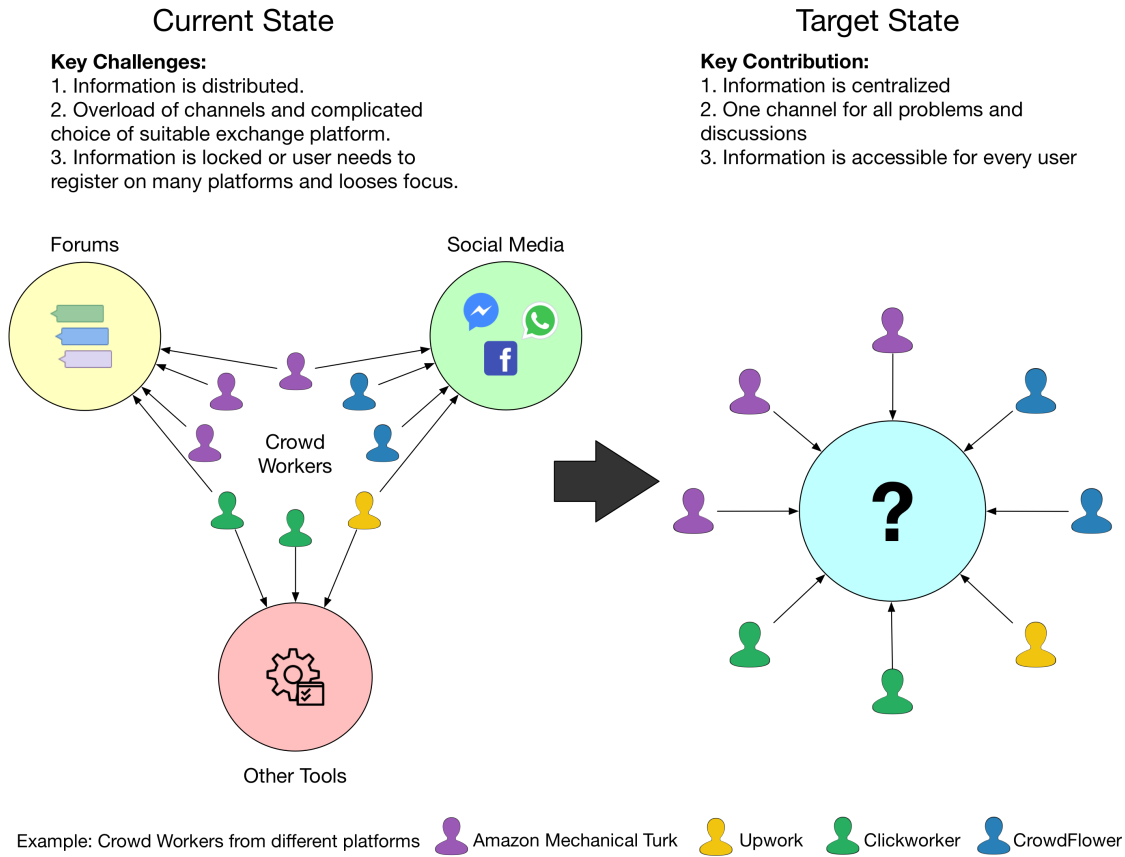 Current State
Key Challenges:
1. Information is distributed.
2. Overload of channels and complicated
choice of suitable exchange platform.
3. Information is locked or user needs to
register on many platforms and looses focus.
Forums
Social Media
f
Crowd
Workers
Other Tools
Target State
Key Contribution:
1. Information is centralized
2. One channel for all problems and
discussions
3. Information is accessible for every user
?
Example: Crowd Workers from different platforms
Amazon Mechanical Turk
Upwork
Clickworker
CrowdFlower